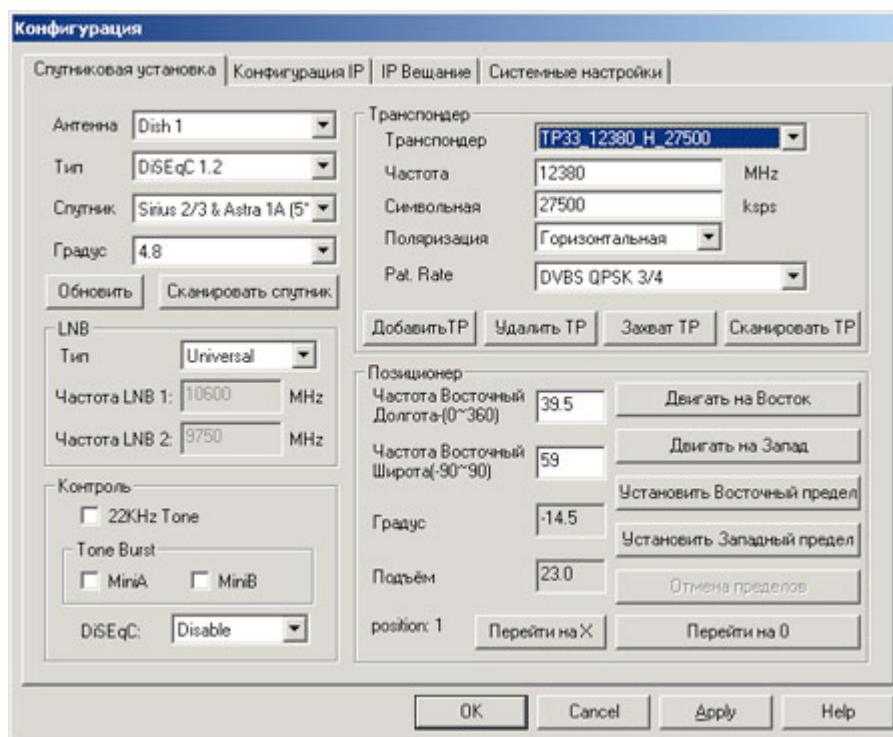 Конфигурация
Спутниковая установка Конфигурация IP IP Вещание Системные настройки
Антенна Dish 1
Тип DiSEqC 1.2
Спутник Sirius 2/3 & Astra 1A (5°
Градус 4.8
Обновить Сканировать спутник
LNB
Тип Universal
Частота LNB 1: 10600 MHz
Частота LNB 2: 9750 MHz
Контроль
22KHz Tone
Tone Burst
MiniA MiniB
DiSEqC: Disable
Транспондер
Транспондер TP33_12380_H_27500
Частота 12380 MHz
Символьная 27500 ksps
Поляризация Горизонтальная
Pat. Rate DVBS QPSK 3/4
ДобавитьTP Удалить TP Захват TP Сканировать TP
Позиционер
Частота Восточный
Долгота-(0~360) 39.5
Частота Восточный
Широта(-90~90) 59
Градус -14.5
Подъём 23.0
position: 1 Перейти на X
Двигать на Восток
Двигать на Запад
Установить Восточный предел
Установить Западный предел
Отмена пределов
Перейти на 0
OK Cancel Apply Help